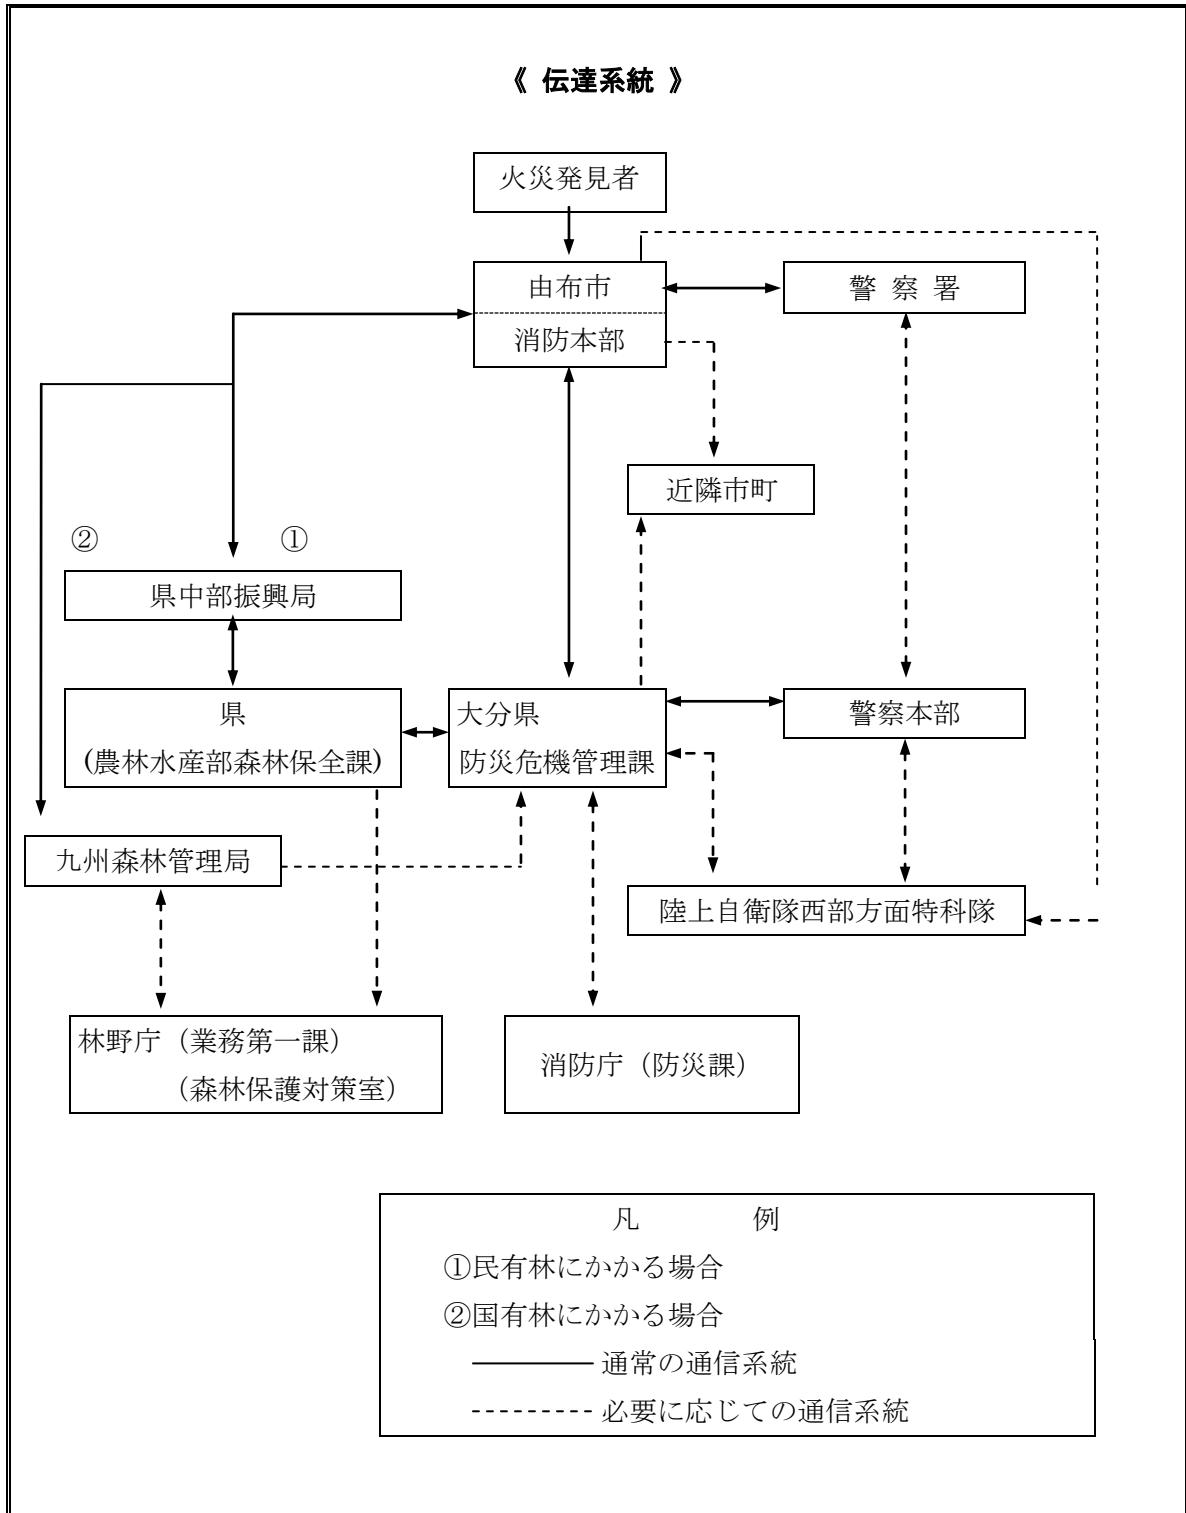 《 伝達系統 》
火災発見者
由布市
消防本部
警 察 署
近隣市町
②
①
県中部振興局
県
(農林水産部森林保全課)
大分県
防災危機管理課
警察本部
九州森林管理局
陸上自衛隊西部方面特科隊
林野庁（業務第一課）
（森林保護対策室）
消防庁（防災課）
凡　　　　例
①民有林にかかる場合
②国有林にかかる場合
通常の通信系統
必要に応じての通信系統